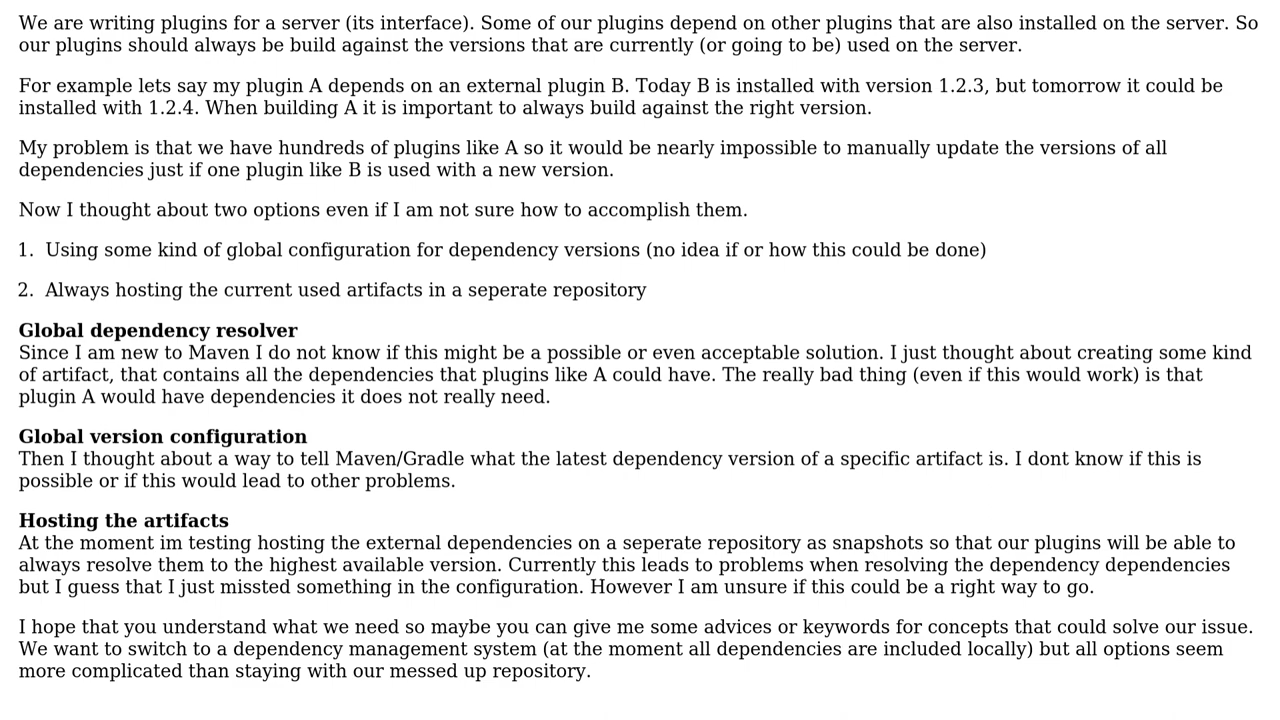 We are writing plugins for a server (its interface). Some of our plugins depend on other plugins that are also installed on the server. So
our plugins should always be build against the versions that are currently (or going to be) used on the server.
For example lets say my plugin A depends on an external plugin B. Today B is installed with version 1.2.3, but tomorrow it could be
installed with 1.2.4. When building A it is important to always build against the right version.
My problem is that we have hundreds of plugins like A so it would be nearly impossible to manually update the versions of all
dependencies just if one plugin like B is used with a new version.
Now I thought about two options even if I am not sure how to accomplish them.
1. Using some kind of global configuration for dependency versions (no idea if or how this could be done)
2. Always hosting the current used artifacts in a seperate repository
Global dependency resolver
Since I am new to Maven I do not know if this might be a possible or even acceptable solution. I just thought about creating some kind
of artifact, that contains all the dependencies that plugins like A could have. The really bad thing (even if this would work) is that
plugin A would have dependencies it does not really need.
Global version configuration
Then I thought about a way to tell Maven/Gradle what the latest dependency version of a specific artifact is. I dont know if this is
possible or if this would lead to other problems.
Hosting the artifacts
At the moment im testing hosting the external dependencies on a seperate repository as snapshots so that our plugins will be able to
always resolve them to the highest available version. Currently this leads to problems when resolving the dependency dependencies
but I guess that I just missted something in the configuration. However I am unsure if this could be a right way to go.
I hope that you understand what we need so maybe you can give me some advices or keywords for concepts that could solve our issue.
We want to switch to a dependency management system (at the moment all dependencies are included locally) but all options seem
more complicated than staying with our messed up repository.